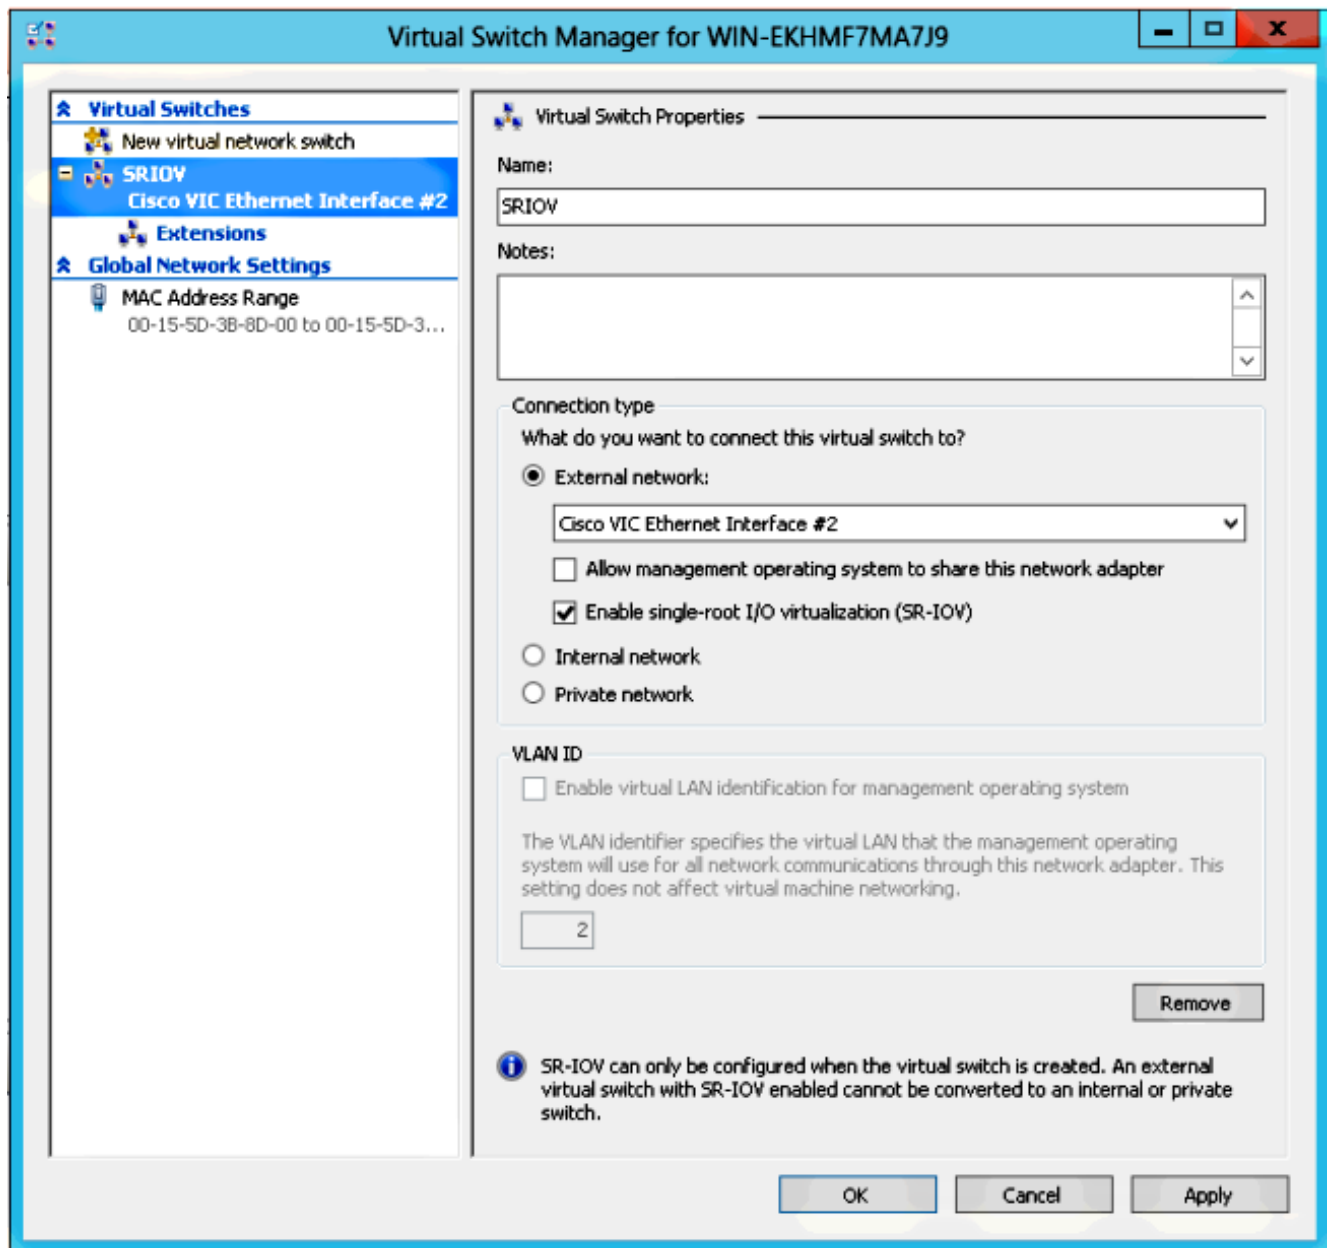 Virtual Switch Manager for WIN-EKHMF7MA7J9
Virtual Switches
New virtual network switch
SRIOV
Cisco VIC Ethernet Interface #2
Extensions
Global Network Settings
MAC Address Range
00-15-5D-3B-8D-00 to 00-15-5D-3...
Virtual Switch Properties
Name:
SRIOV
Notes:
Connection type
What do you want to connect this virtual switch to?
External network:
Cisco VIC Ethernet Interface #2
Allow management operating system to share this network adapter
Enable single-root I/O virtualization (SR-IOV)
Internal network
Private network
VLAN ID
Enable virtual LAN identification for management operating system
The VLAN identifier specifies the virtual LAN that the management operating
system will use for all network communications through this network adapter. This
setting does not affect virtual machine networking.
2
Remove
SR-IOV can only be configured when the virtual switch is created. An external
virtual switch with SR-IOV enabled cannot be converted to an internal or private
switch.
OK
Cancel
Apply